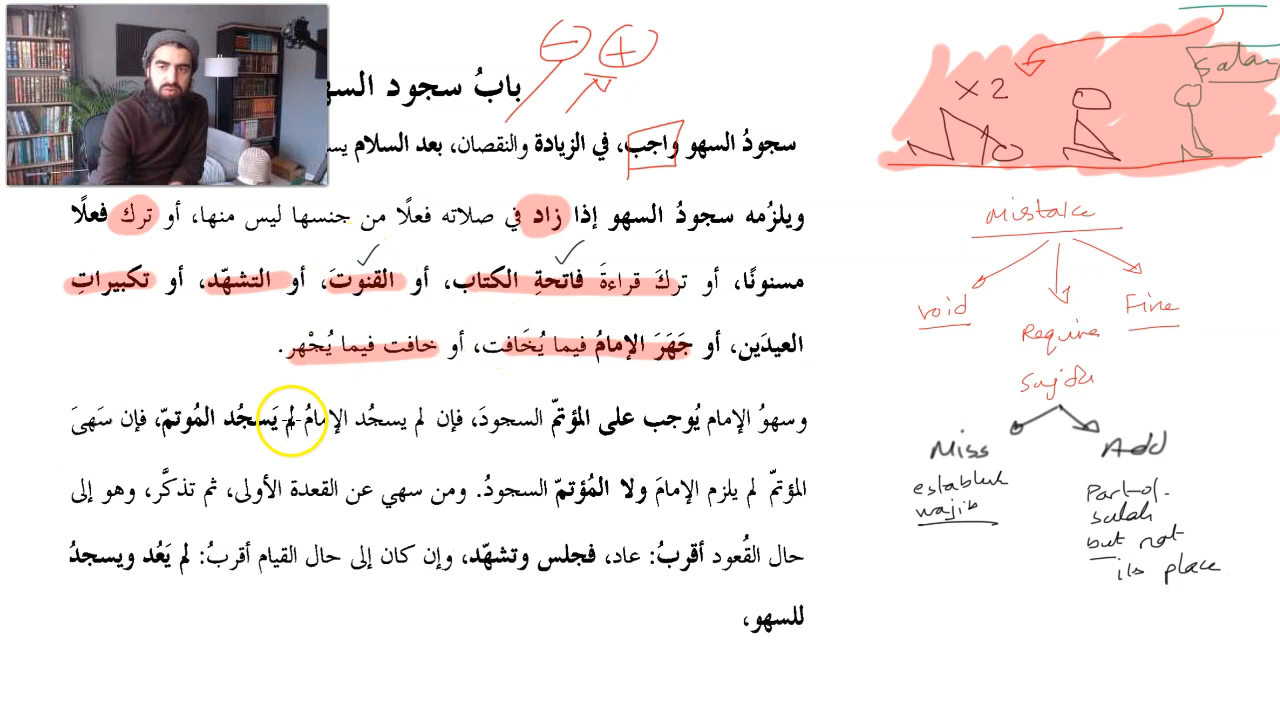 بابُ سجود السهو
سجودُ السهو واجب، في الزيادة والنقصان، بعد السلام
ويلزُمه سجودُ السهو إذا زاد في صلاته فعلًا من جنسها ليس منها، أو ترك فعلًا
مسنونًا، أو تركَ قراءةَ فاتحةِ الكتاب، أو القنوتَ، أو التشهّد، أو تكبيراتِ
العيدَين، أو جَهَرَ الإمامُ فيما يُخَافت، أو خافت فيما يُجْهر.
وسهوُ الإمام يُوجب على المؤتمّ السجودَ، فإن لم يسجُد الإمامُ لم يَسجُد المُوتمّ، فإن سَهىَ
المؤتمّ لم يلزم الإمامَ ولا المُؤتمّ السجودُ. ومن سهي عن القعدة الأولى، ثم تذكَّر، وهو إلى
حال القُعود أقربُ: عاد، فجلس وتشهّد، وإن كان إلى حال القيام أقربُ: لم يَعُد ويسجدُ
للسهو،
− +
×2
Salam
Mistake
void
Require
Sajda
Fine
Miss
establish
wajib
Add
Part of
salah
but not
its place